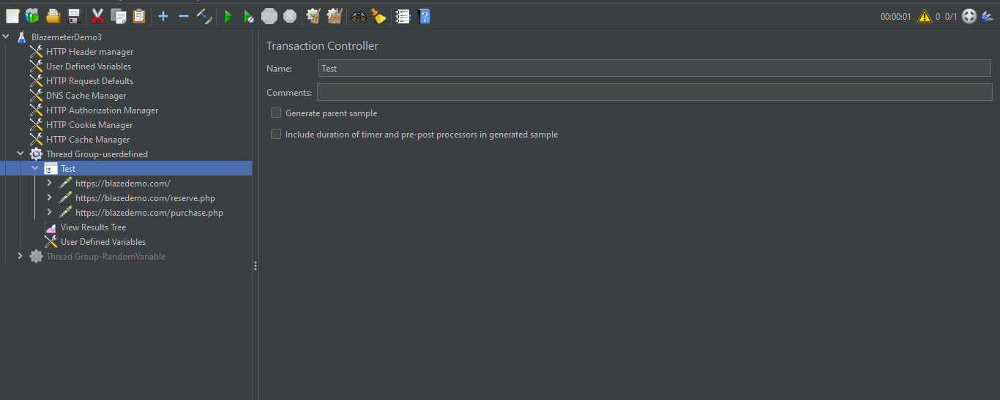 STOP
00:00:01 0 0/1
BlazemeterDemo3
HTTP Header manager
User Defined Variables
HTTP Request Defaults
DNS Cache Manager
HTTP Authorization Manager
HTTP Cookie Manager
HTTP Cache Manager
Thread Group-userdefined
Test
https://blazedemo.com/
https://blazedemo.com/reserve.php
https://blazedemo.com/purchase.php
View Results Tree
User Defined Variables
Thread Group-RandomVariable
Transaction Controller
Name: Test
Comments:
Generate parent sample
Include duration of timer and pre-post processors in generated sample